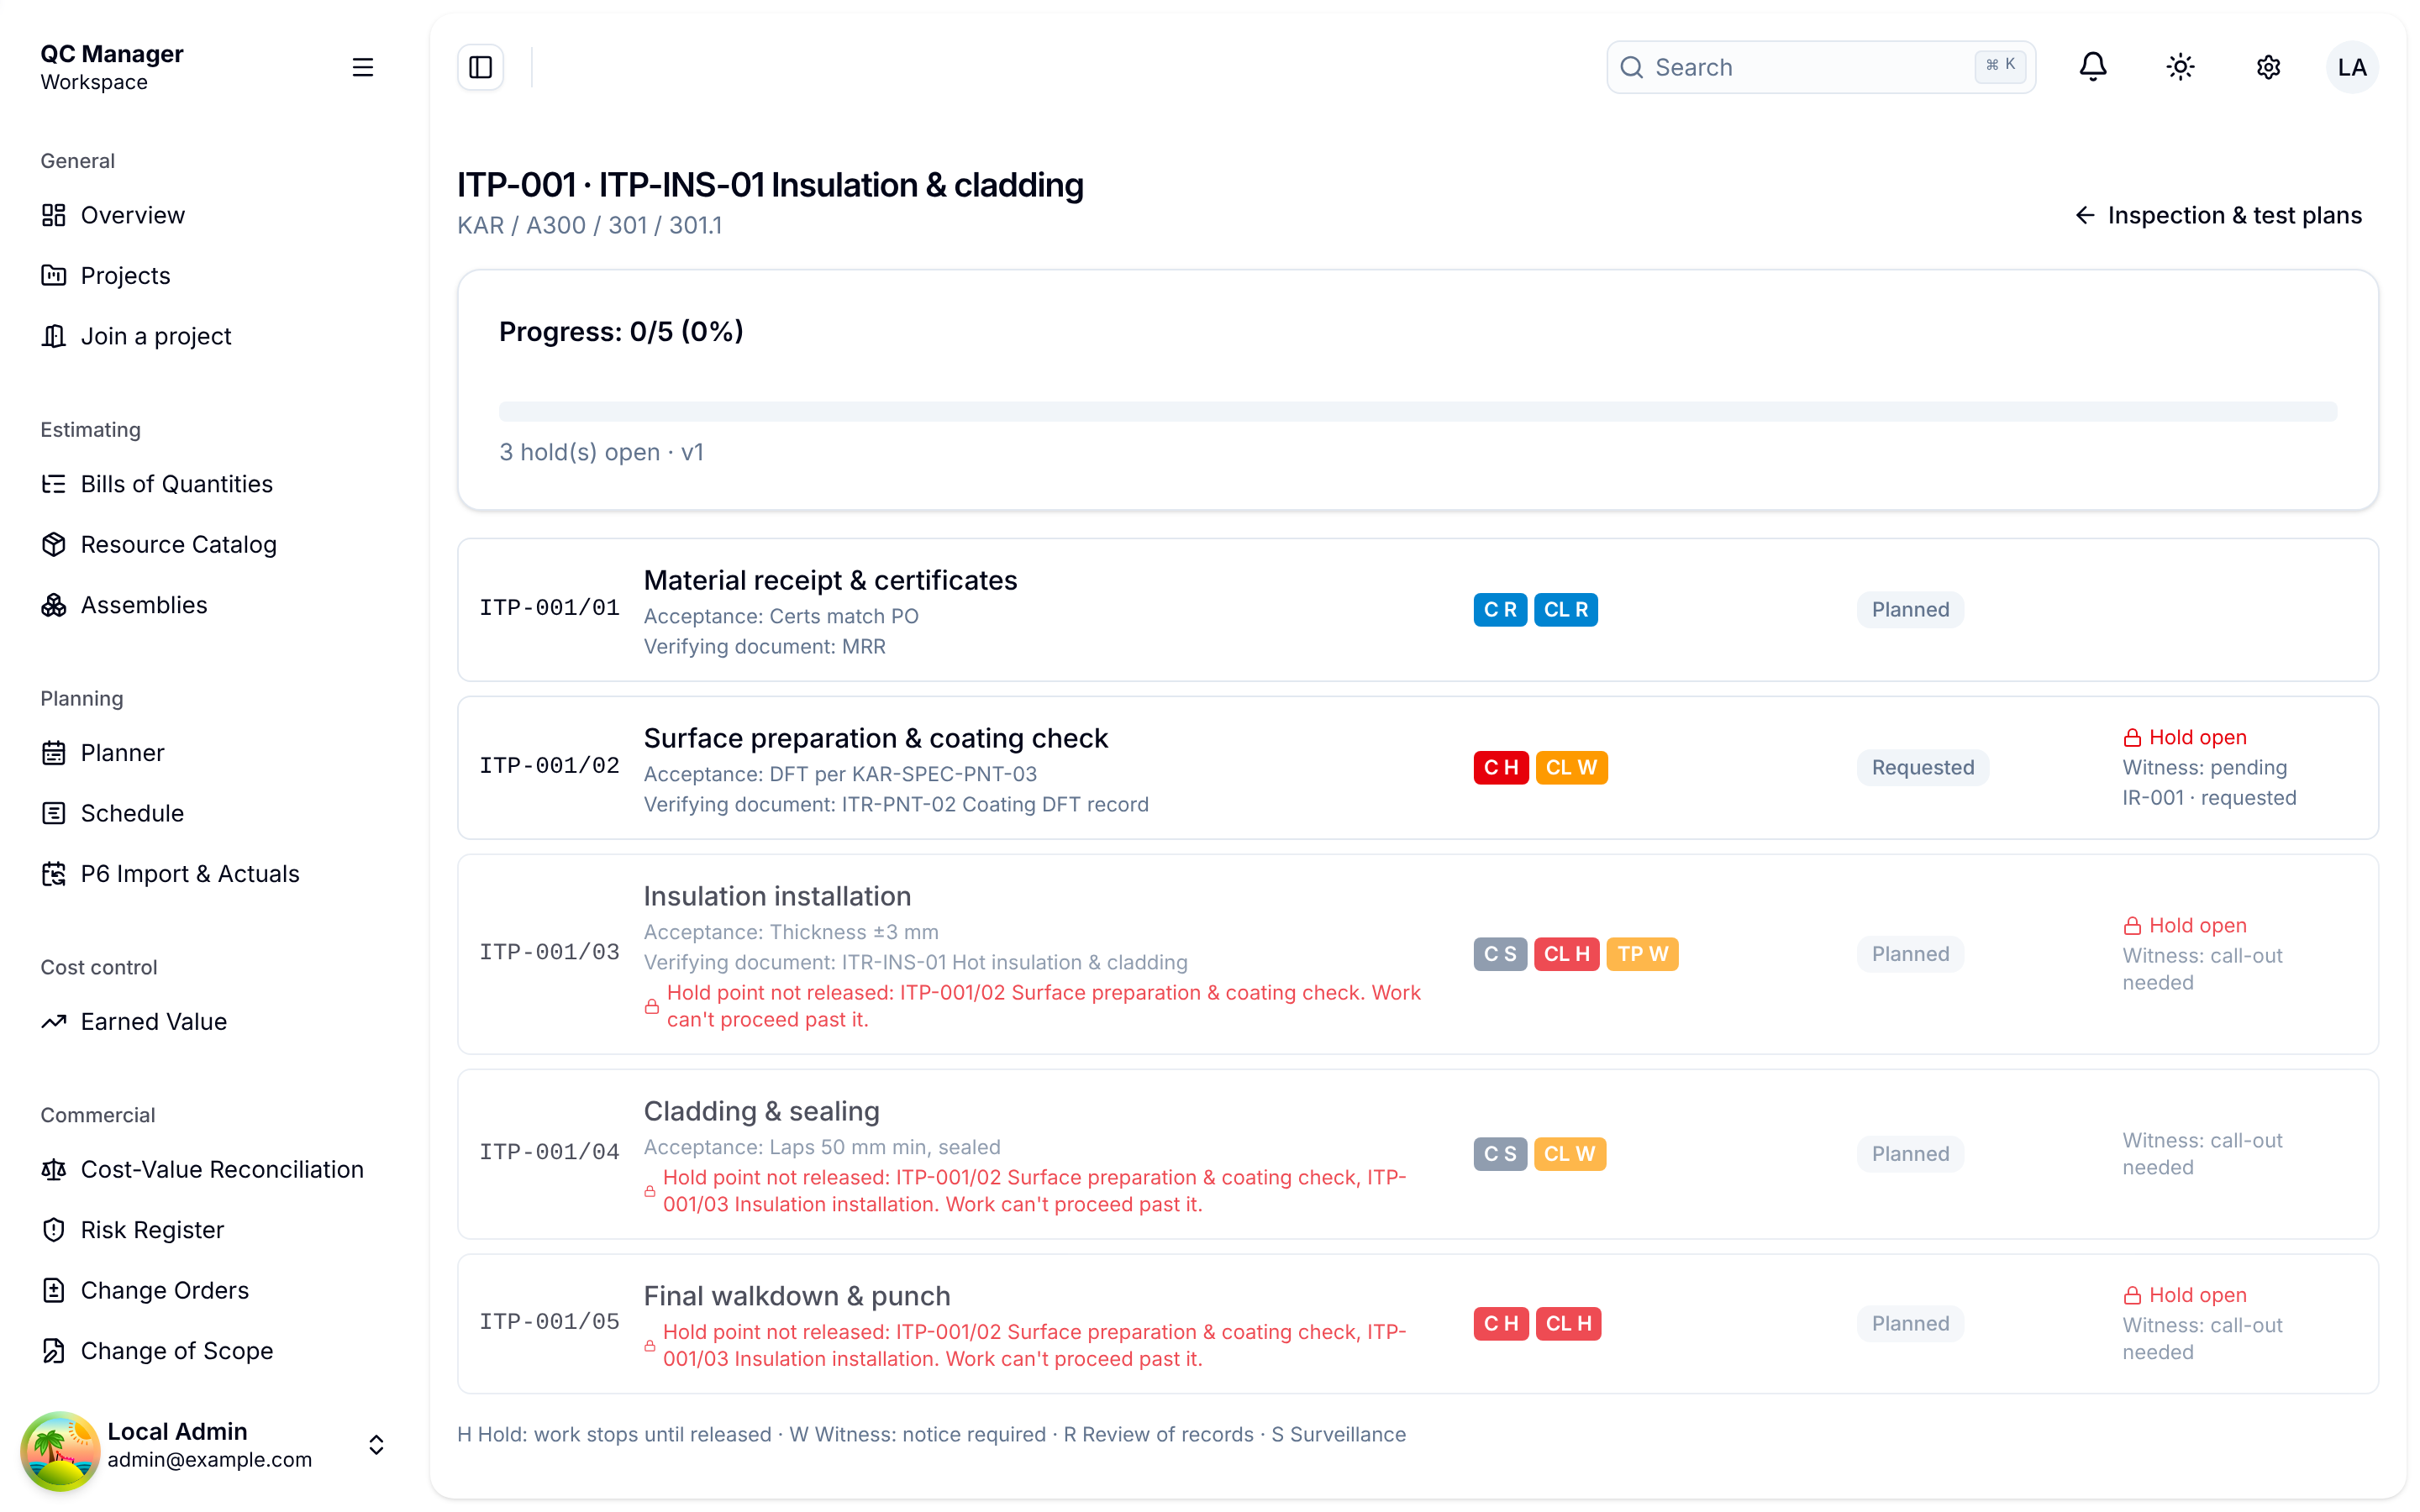 QC Manager
Workspace
General
Overview
Projects
Join a project
Estimating
Bills of Quantities
Resource Catalog
Assemblies
Planning
Planner
Schedule
P6 Import & Actuals
Cost control
Earned Value
Commercial
Cost-Value Reconciliation
Risk Register
Change Orders
Change of Scope
Local Admin
admin@example.com
Search
⌘ K
LA
ITP-001 · ITP-INS-01 Insulation & cladding
KAR / A300 / 301 / 301.1
← Inspection & test plans
Progress: 0/5 (0%)
3 hold(s) open · v1
ITP-001/01
Material receipt & certificates
Acceptance: Certs match PO
Verifying document: MRR
C R CL R
Planned
ITP-001/02
Surface preparation & coating check
Acceptance: DFT per KAR-SPEC-PNT-03
Verifying document: ITR-PNT-02 Coating DFT record
C H CL W
Requested
Hold open
Witness: pending
IR-001 · requested
ITP-001/03
Insulation installation
Acceptance: Thickness ±3 mm
Verifying document: ITR-INS-01 Hot insulation & cladding
Hold point not released: ITP-001/02 Surface preparation & coating check. Work
can't proceed past it.
C S CL H TP W
Planned
Hold open
Witness: call-out
needed
ITP-001/04
Cladding & sealing
Acceptance: Laps 50 mm min, sealed
Hold point not released: ITP-001/02 Surface preparation & coating check, ITP-
001/03 Insulation installation. Work can't proceed past it.
C S CL W
Planned
Witness: call-out
needed
ITP-001/05
Final walkdown & punch
Hold point not released: ITP-001/02 Surface preparation & coating check, ITP-
001/03 Insulation installation. Work can't proceed past it.
C H CL H
Planned
Hold open
Witness: call-out
needed
H Hold: work stops until released · W Witness: notice required · R Review of records · S Surveillance